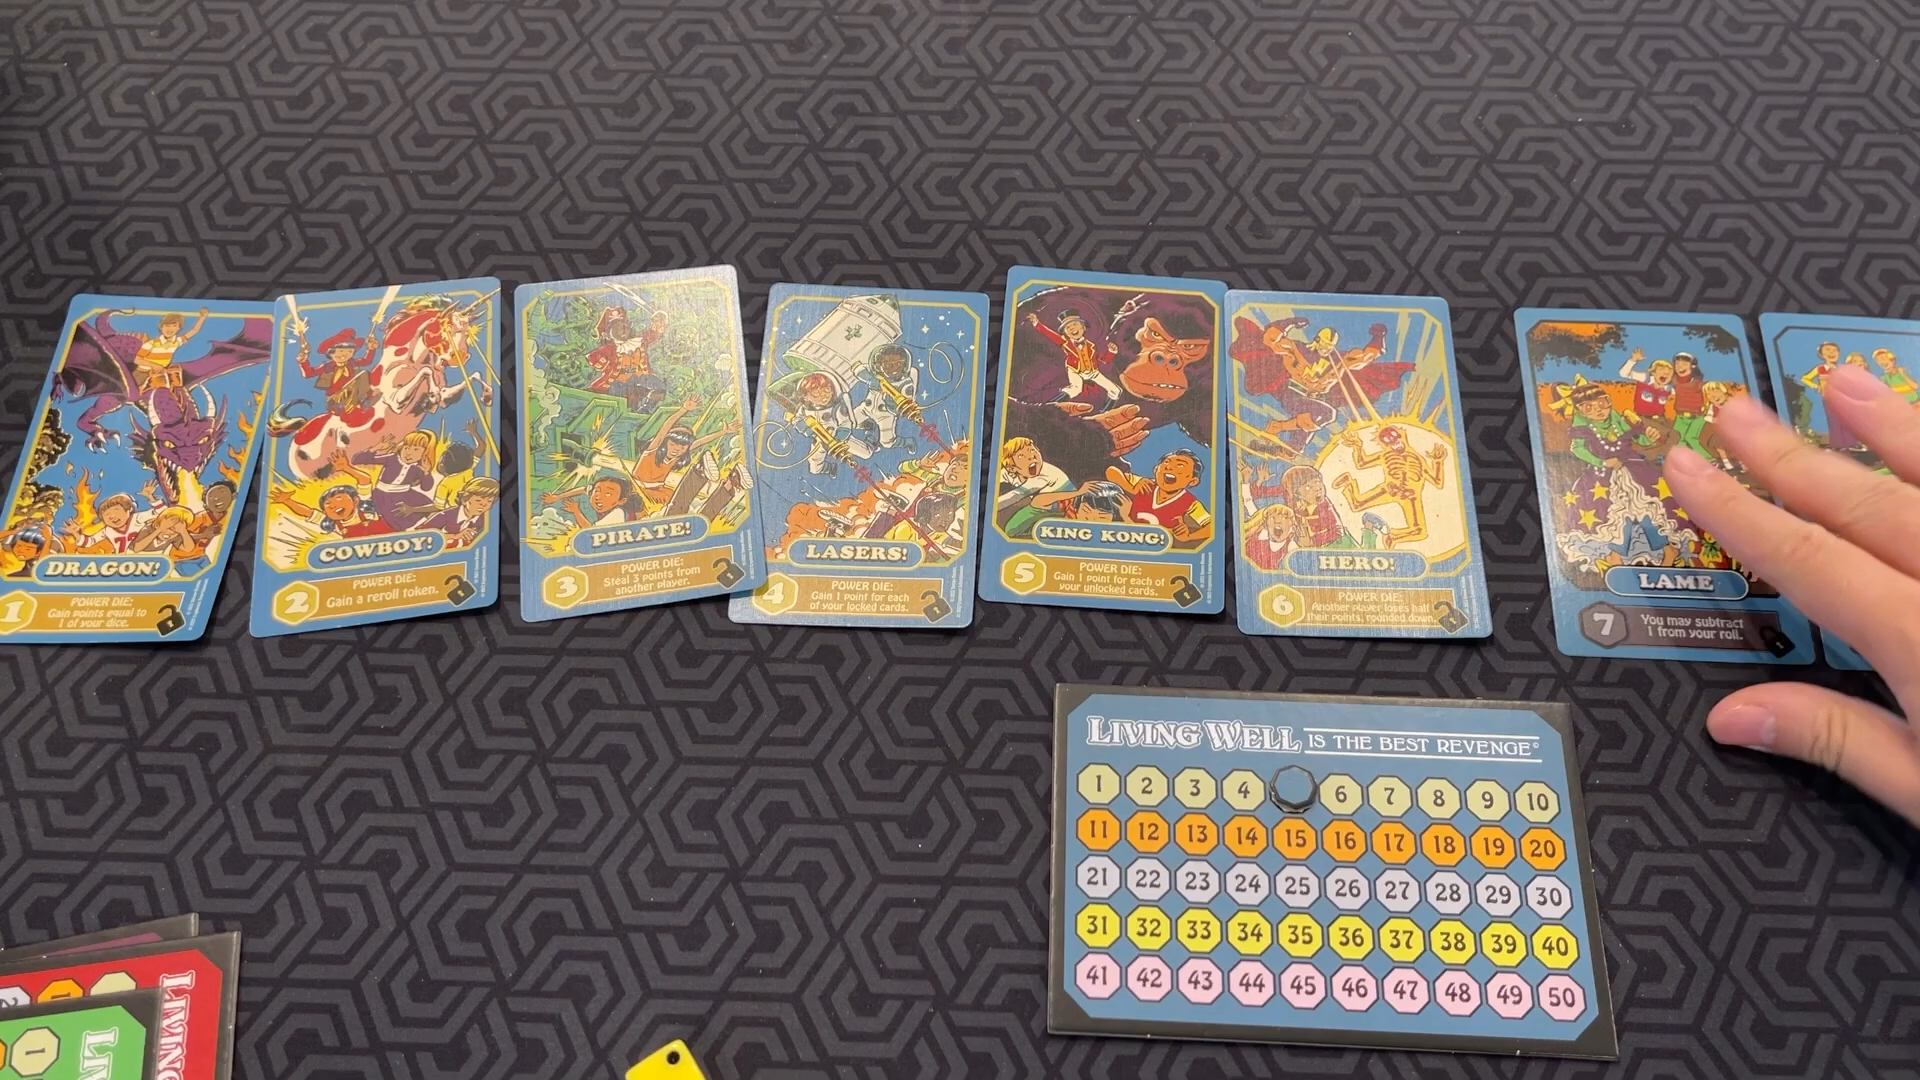 DRAGON!
1
POWER DIE:
Gain points equal to
1 of your dice.
COWBOY!
2
POWER DIE:
Gain a reroll token.
PIRATE!
3
POWER DIE:
Steal 3 points from
another player.
LASERS!
4
POWER DIE:
Gain 1 point for each
of your locked cards.
KING KONG!
5
POWER DIE:
Gain 1 point for each of
your unlocked cards.
HERO!
6
POWER DIE:
Another player loses half
their points, rounded down.
LAME
7
You may subtract
1 from your roll.
LIVING WELL IS THE BEST REVENGE©
1 2 3 4 6 7 8 9 10
11 12 13 14 15 16 17 18 19 20
21 22 23 24 25 26 27 28 29 30
31 32 33 34 35 36 37 38 39 40
41 42 43 44 45 46 47 48 49 50
LIVING
1